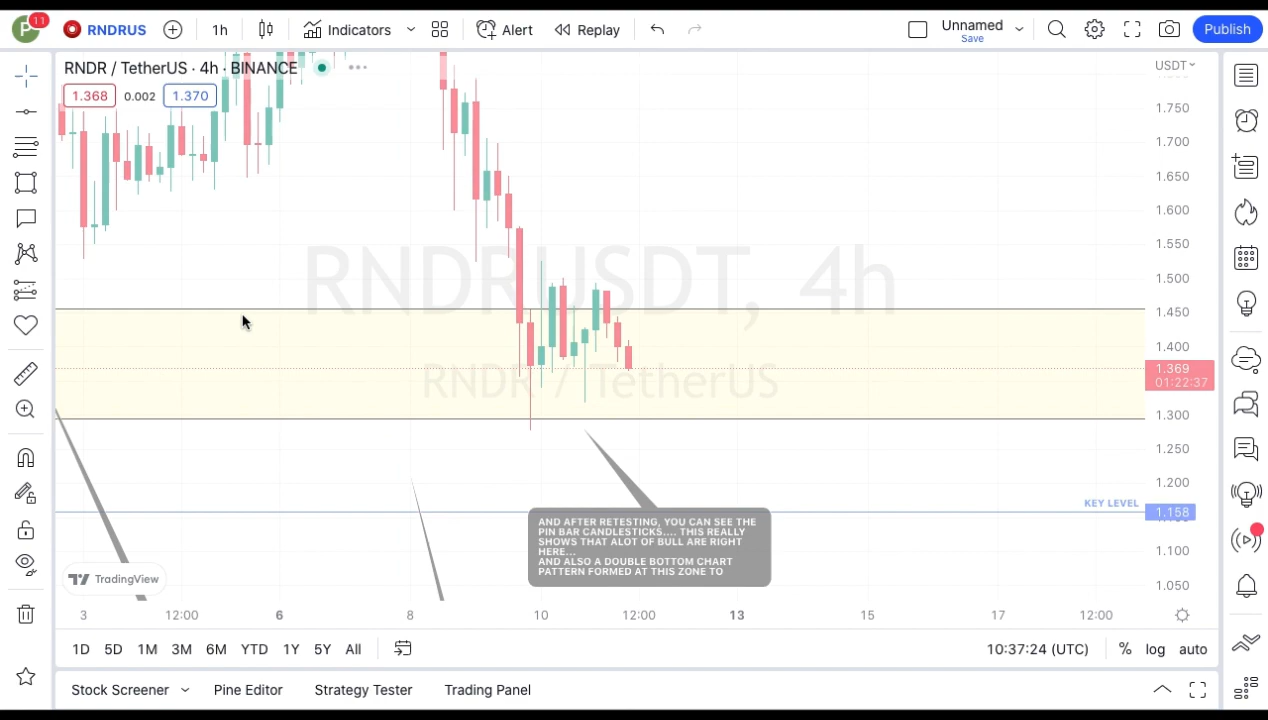 P 11 RNDRUS 1h Indicators Alert Replay Unnamed Save Publish
RNDR / TetherUS · 4h · BINANCE
1.368 0.002 1.370
USDT
1.750
1.700
1.650
1.600
1.550
1.500
1.450
1.400
1.369
01:22:37
1.300
1.250
1.200
KEY LEVEL 1.158
1.100
1.050
RNDRUSDT, 4h
RNDR / TetherUS
AND AFTER RETESTING, YOU CAN SEE THE
PIN BAR CANDLESTICKS.... THIS REALLY
SHOWS THAT ALOT OF BULL ARE RIGHT
HERE...
AND ALSO A DOUBLE BOTTOM CHART
PATTERN FORMED AT THIS ZONE TO
TradingView
3 12:00 6 8 10 12:00 13 15 17 12:00
1D 5D 1M 3M 6M YTD 1Y 5Y All 10:37:24 (UTC) % log auto
Stock Screener Pine Editor Strategy Tester Trading Panel